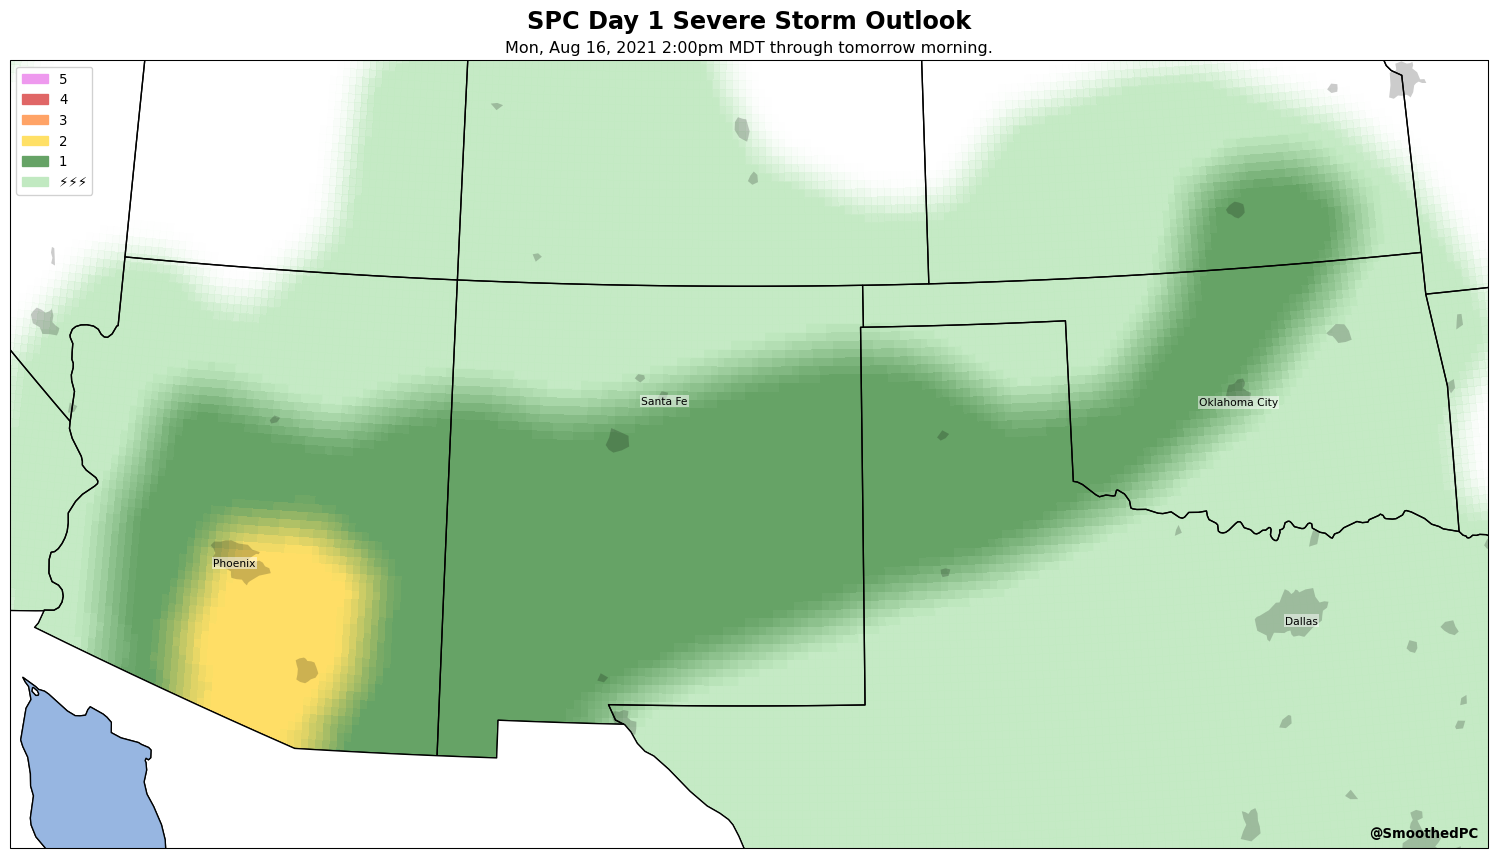 SPC Day 1 Severe Storm Outlook
Mon, Aug 16, 2021 2:00pm MDT through tomorrow morning.
5
4
3
2
1
⚡⚡⚡
Santa Fe
Oklahoma City
Phoenix
Dallas
@SmoothedPC